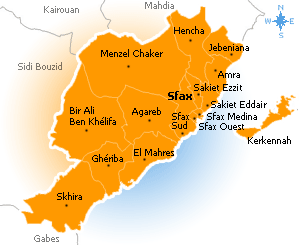 Kairouan
Mahdia
N
W
E
S
Hencha
Jebeniana
Menzel Chaker
Sidi Bouzid
Amra
Sakiet Ezzit
Sfax
Sakiet Eddair
Bir Ali
Ben Khélifa
Agareb
Sfax
Sud
Sfax Medina
Sfax Ouest
Kerkennah
El Mahres
Ghériba
Skhira
Gabes